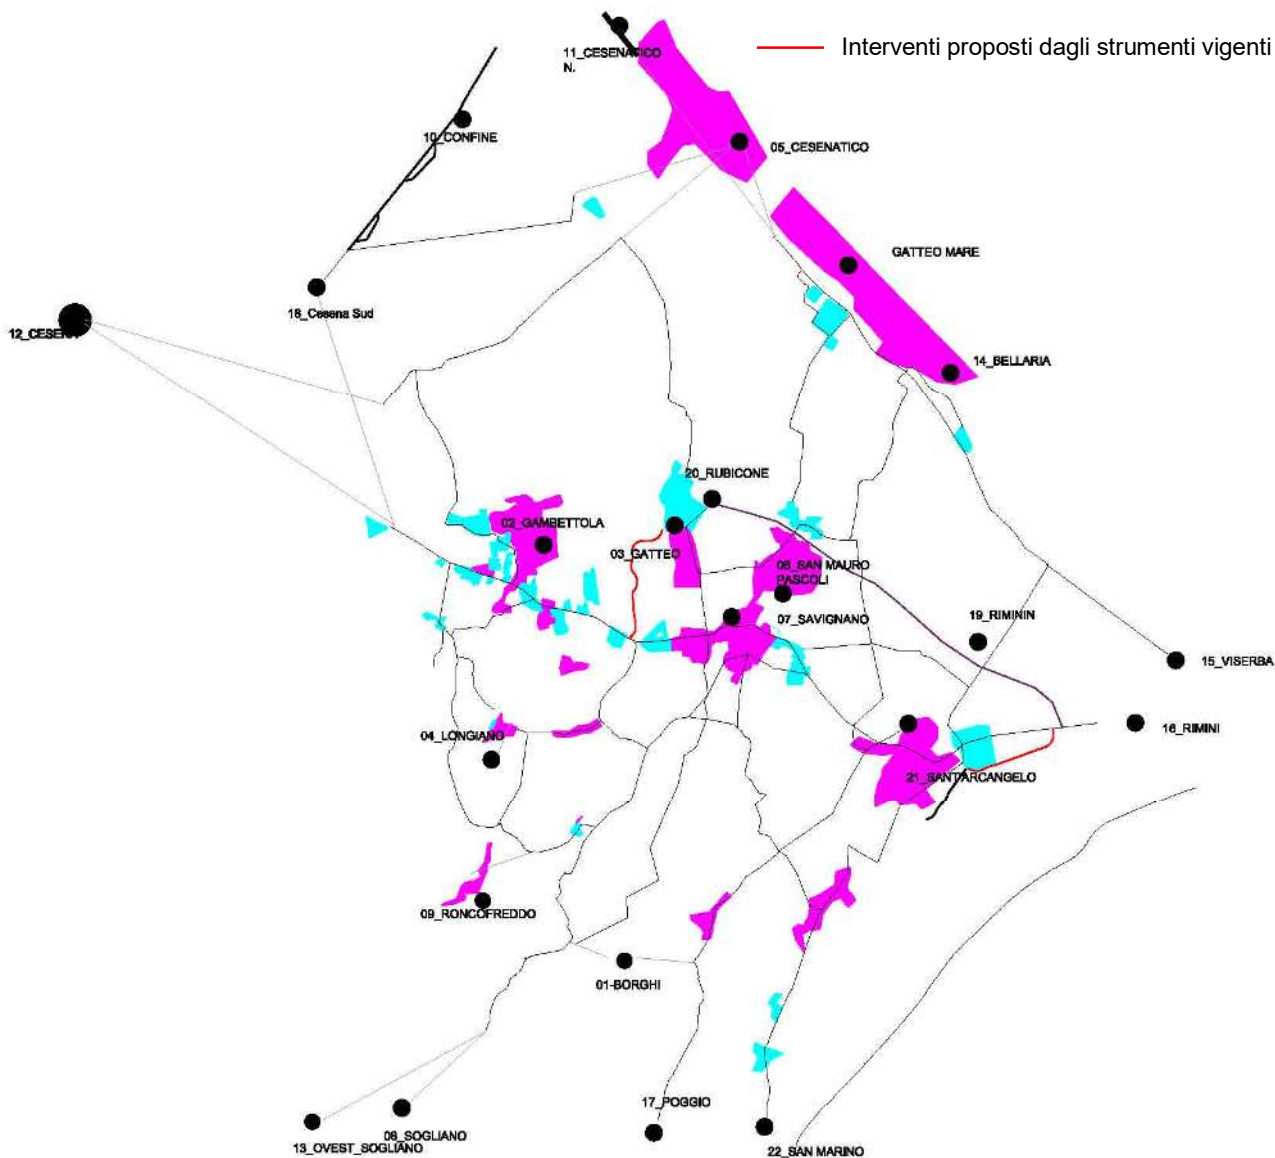 11_CESENATICO
N.
Interventi proposti dagli strumenti vigenti
10_CONFINE
05_CESENATICO
GATTEO MARE
18_Cesena Sud
12_CESENA
14_BELLARIA
20_RUBICONE
02_GAMBETTOLA
03_GATTEO
06_SAN MAURO
PASCOLI
07_SAVIGNANO
19_RIMININ
15_VISERBA
16_RIMINI
04_LONGIANO
21_SANTARCANGELO
09_RONCOFREDDO
01-BORGHI
17_POGGIO
08_SOGLIANO
13_OVEST_SOGLIANO
22_SAN MARINO